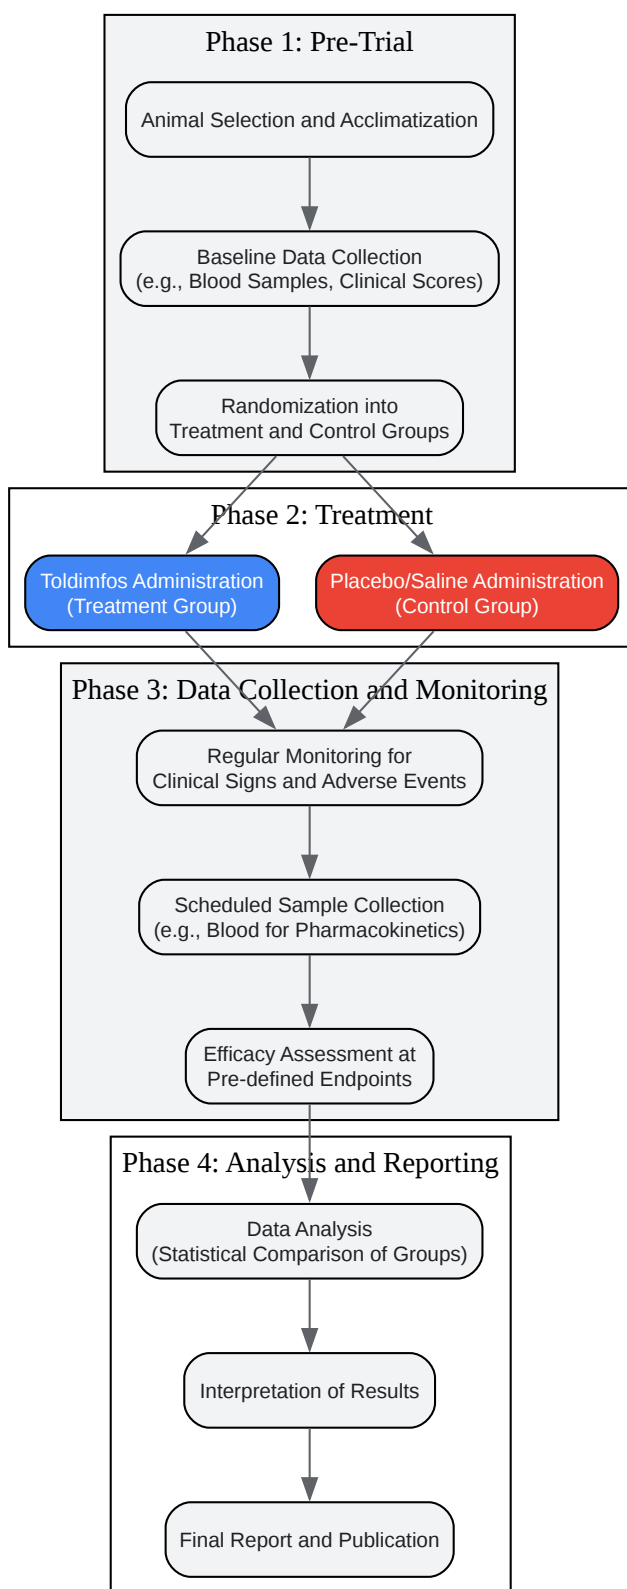 Phase 1: Pre-Trial
Animal Selection and Acclimatization
Baseline Data Collection
(e.g., Blood Samples, Clinical Scores)
Randomization into
Treatment and Control Groups
Phase 2: Treatment
Toldimfos Administration
(Treatment Group)
Placebo/Saline Administration
(Control Group)
Phase 3: Data Collection and Monitoring
Regular Monitoring for
Clinical Signs and Adverse Events
Scheduled Sample Collection
(e.g., Blood for Pharmacokinetics)
Efficacy Assessment at
Pre-defined Endpoints
Phase 4: Analysis and Reporting
Data Analysis
(Statistical Comparison of Groups)
Interpretation of Results
Final Report and Publication